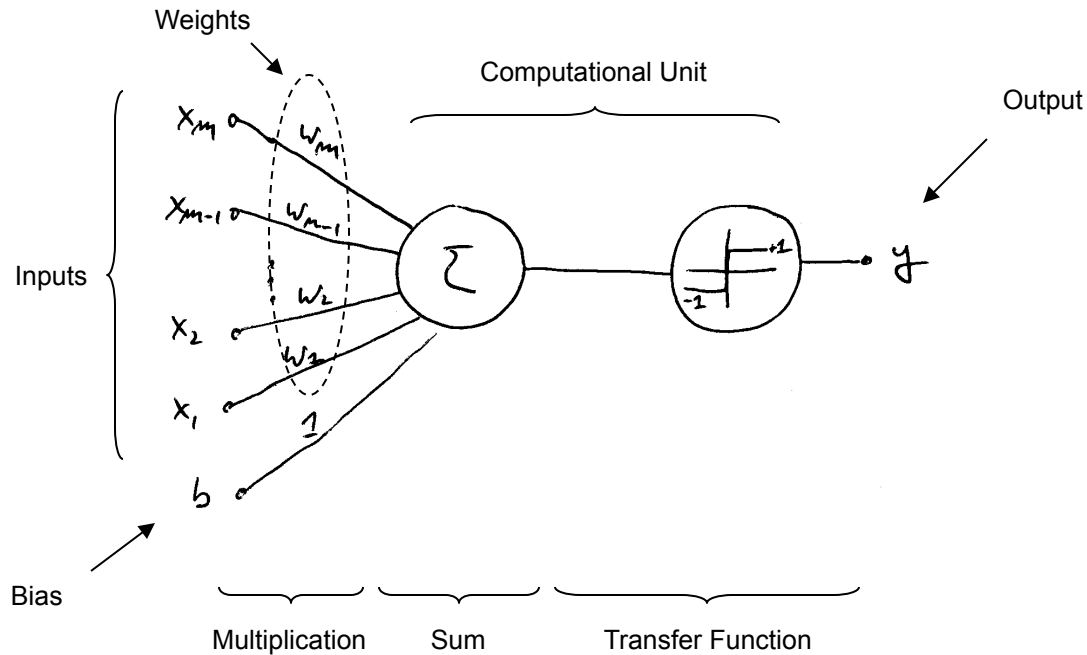 Weights
Computational Unit
Output
xₘ
wₘ
xₘ₋₁
wₘ₋₁
Σ
+1
-1
y
Inputs
x₂
w₂
x₁
w₁
1
b
Bias
Multiplication
Sum
Transfer Function